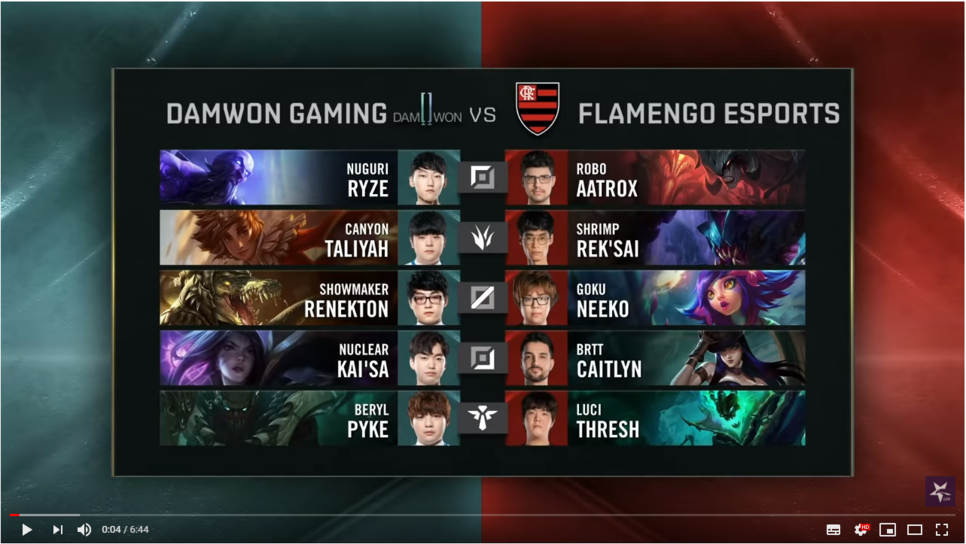 DAMWON GAMING DAMWON VS FLAMENGO ESPORTS
NUGURI
RYZE
ROBO
AATROX
CANYON
TALIYAH
SHRIMP
REK'SAI
SHOWMAKER
RENEKTON
GOKU
NEEKO
NUCLEAR
KAI'SA
BRTT
CAITLYN
BERYL
PYKE
LUCI
THRESH
0:04 / 6:44
HD